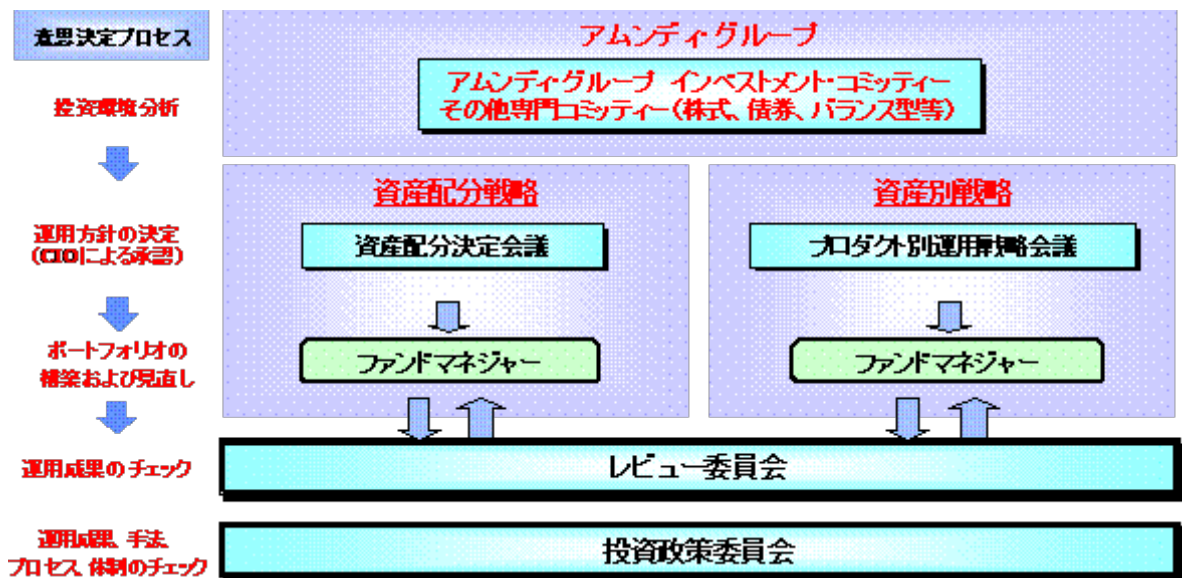 意思決定プロセス
アムンディ・グループ
アムンディ・グループ インベストメント・コミッティー
その他専門コミッティー(株式、債券、バランス型等)
投資環境分析
資産配分戦略
資産別戦略
運用方針の決定
(CIOによる承認)
資産配分決定会議
プロダクト別運用戦略会議
ポートフォリオの
構築および見直し
ファンドマネジャー
ファンドマネジャー
運用成果のチェック
レビュー委員会
運用成果、手法、
プロセス、体制のチェック
投資政策委員会